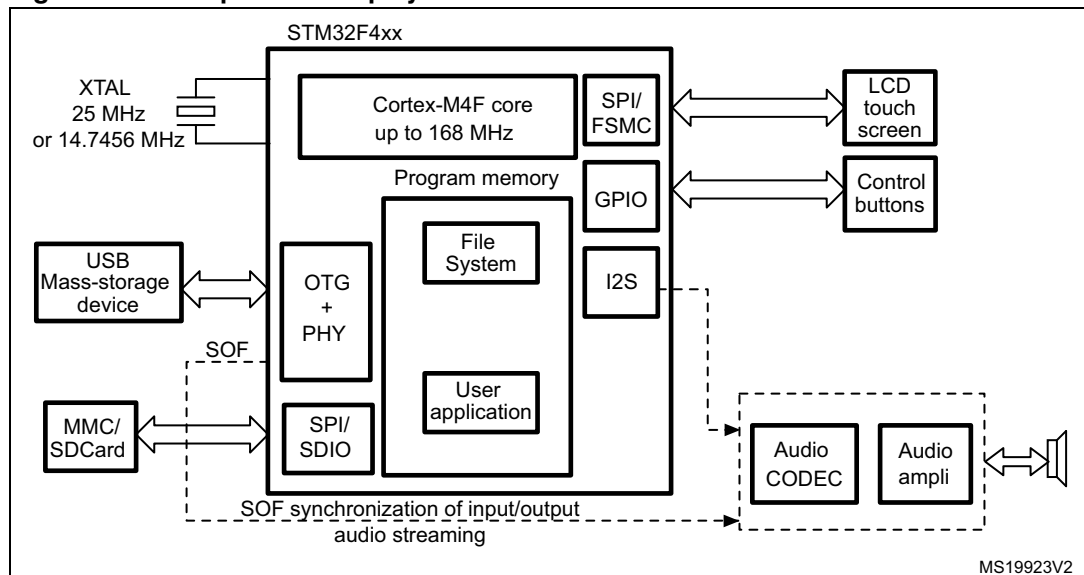 STM32F4xx
XTAL
25 MHz
or 14.7456 MHz
Cortex-M4F core
up to 168 MHz
SPI/
FSMC
LCD
touch
screen
Program memory
GPIO
Control
buttons
File
System
USB
Mass-storage
device
OTG
+
PHY
I2S
SOF
User
application
MMC/
SDCard
SPI/
SDIO
Audio
CODEC
Audio
ampli
SOF synchronization of input/output
audio streaming
MS19923V2